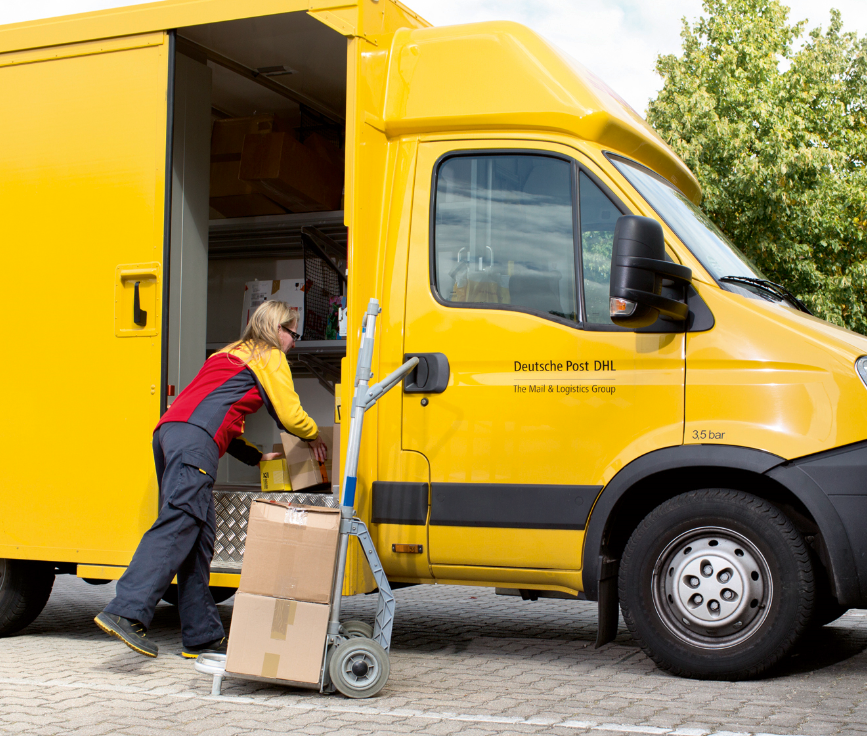 Deutsche Post DHL
The Mail & Logistics Group
3,5 bar